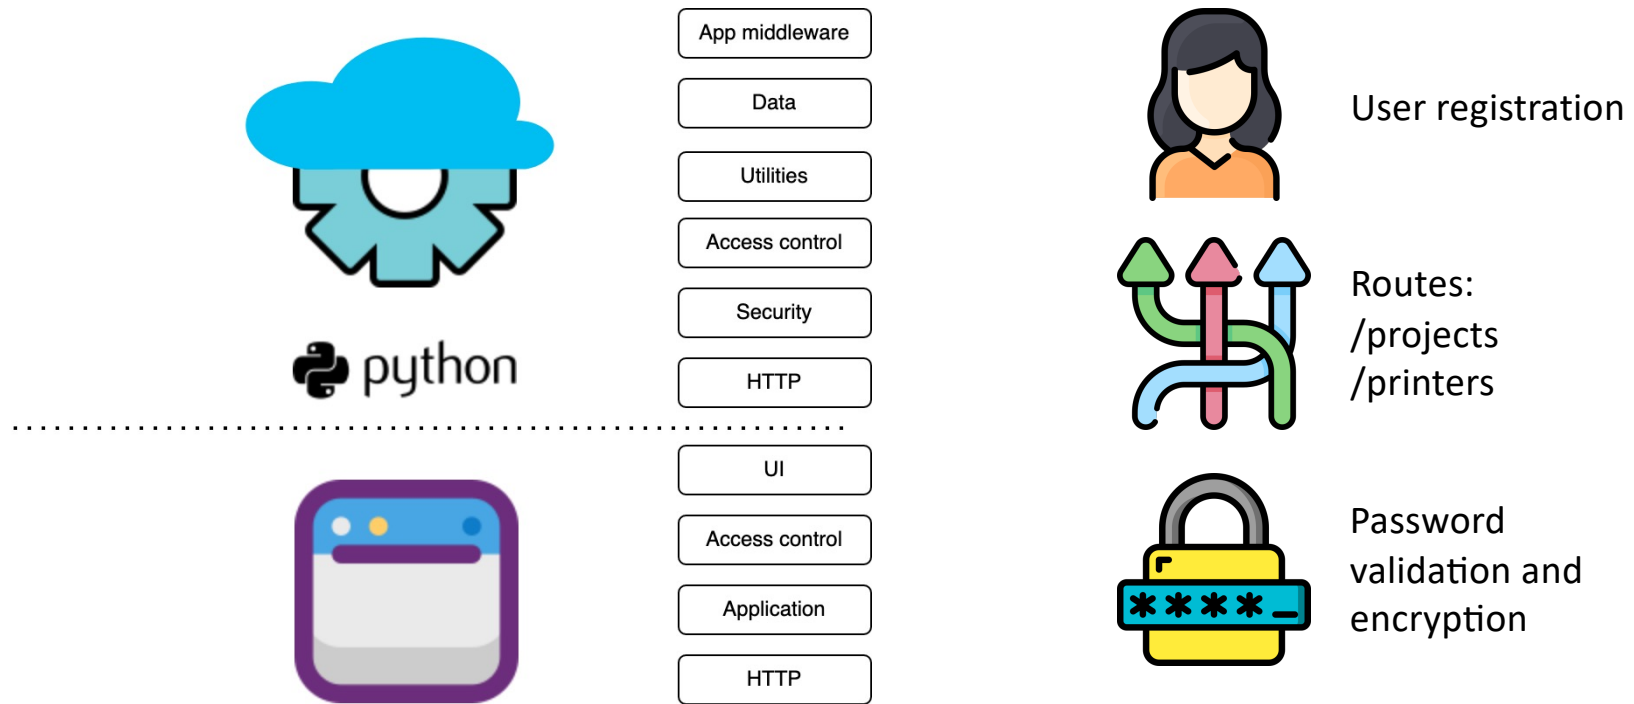 App middleware
Data
Utilities
Access control
Security
HTTP
python
UI
Access control
Application
HTTP
User registration
Routes:
/projects
/printers
****_
Password
validation and
encryption